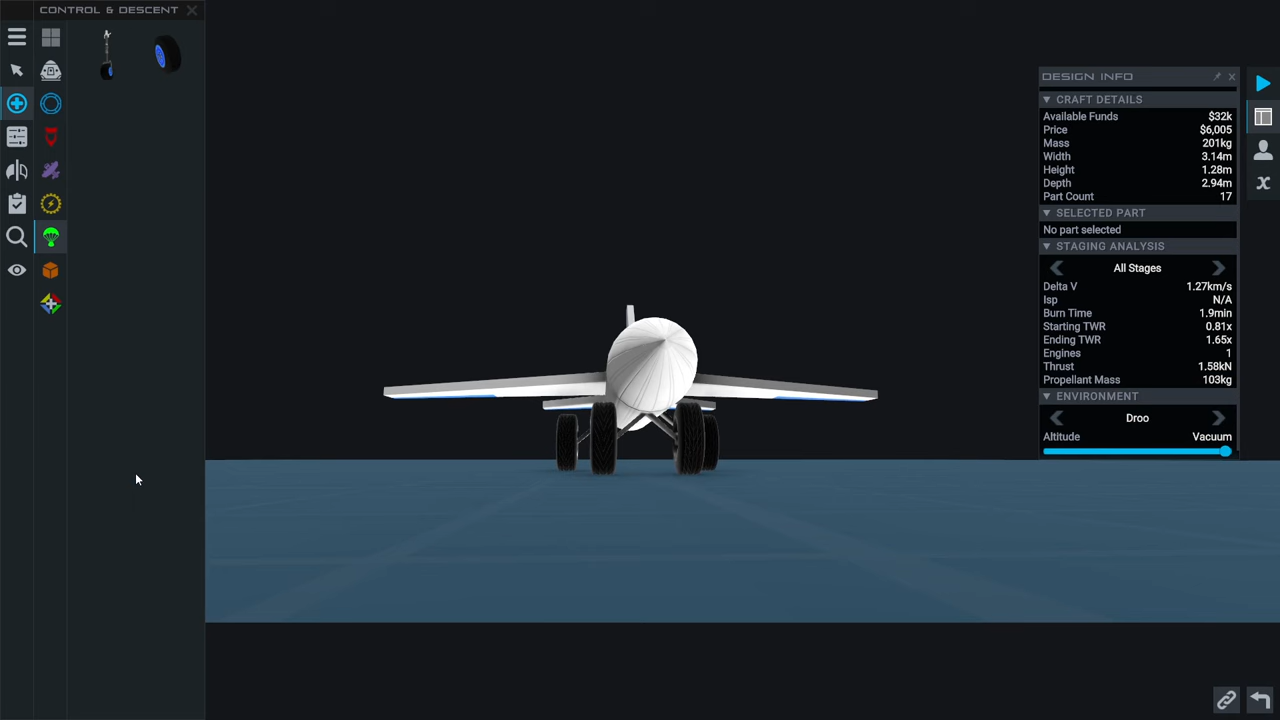 CONTROL & DESCENT
DESIGN INFO
CRAFT DETAILS
Available Funds $32k
Price $6,005
Mass 201kg
Width 3.14m
Height 1.28m
Depth 2.94m
Part Count 17
SELECTED PART
No part selected
STAGING ANALYSIS
All Stages
Delta V 1.27km/s
Isp N/A
Burn Time 1.9min
Starting TWR 0.81x
Ending TWR 1.65x
Engines 1
Thrust 1.58kN
Propellant Mass 103kg
ENVIRONMENT
Droo
Altitude Vacuum